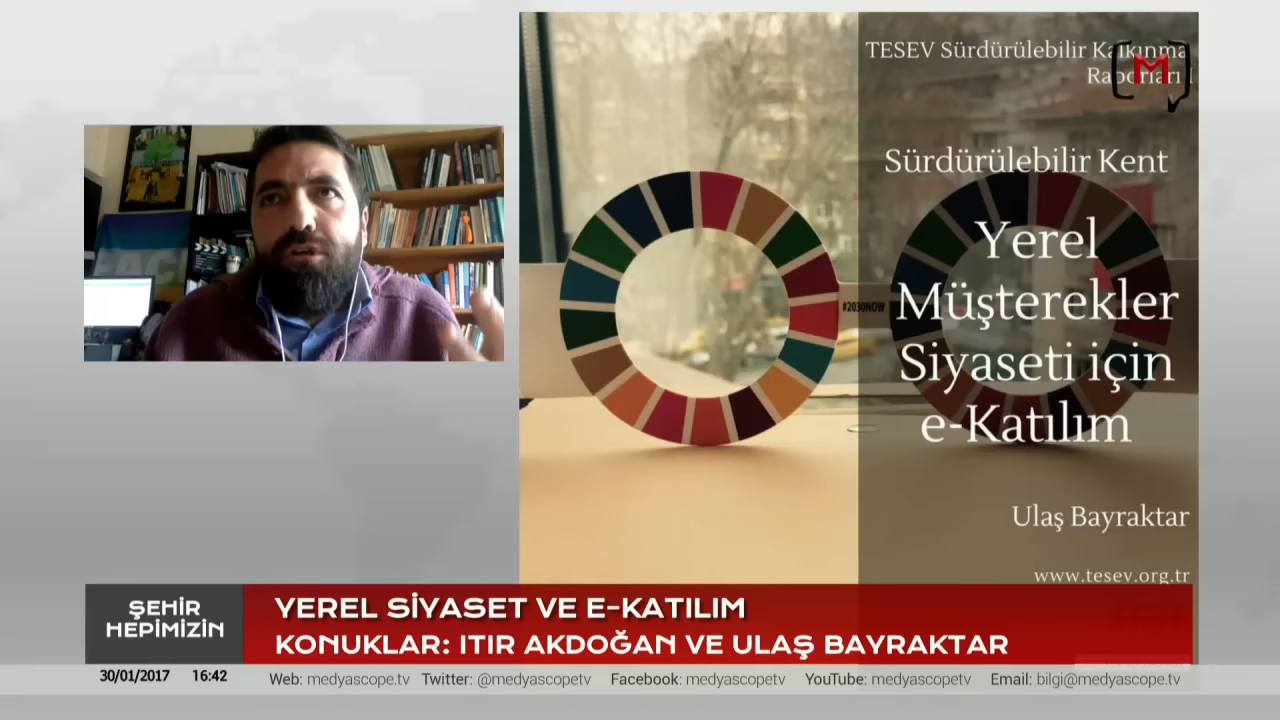 TESEV Sürdürülebilir Kalkınma
Raporları I
M
Sürdürülebilir Kent
Yerel
Müşterekler
Siyaseti için
e-Katılım
#2030NOW
Ulaş Bayraktar
www.tesev.org.tr
ŞEHİR
HEPİMİZİN
YEREL SİYASET VE E-KATILIM
KONUKLAR: ITIR AKDOĞAN VE ULAŞ BAYRAKTAR
30/01/2017 16:42 Web: medyascope.tv Twitter: @medyascopetv Facebook: medyascopetv YouTube: medyascopetv Email: bilgi@medyascope.tv